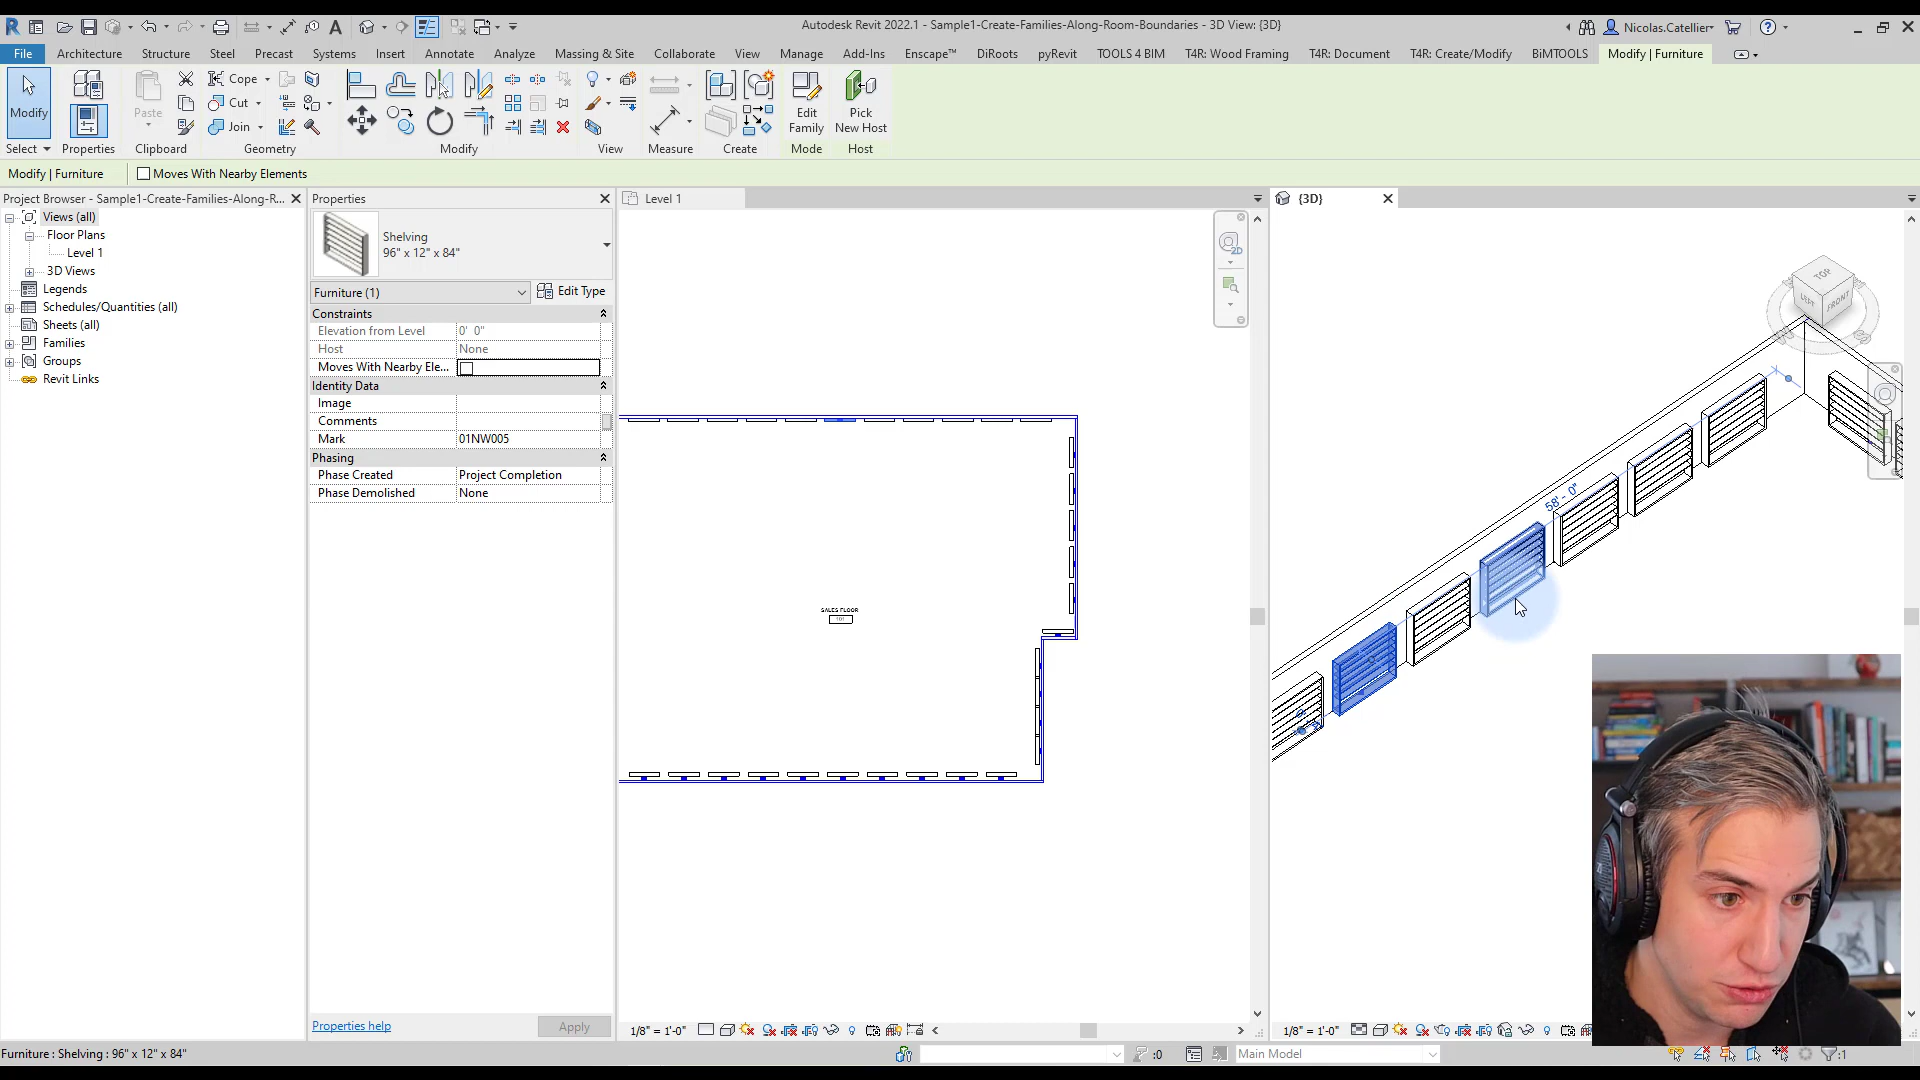 Autodesk Revit 2022.1 - Sample1-Create-Families-Along-Room-Boundaries - 3D View: {3D}
Nicolas.Catellier
File Architecture Structure Steel Precast Systems Insert Annotate Analyze Massing & Site Collaborate View Manage Add-Ins Enscape™ DiRoots pyRevit TOOLS 4 BIM T4R: Wood Framing T4R: Document T4R: Create/Modify BiMTOOLS Modify | Furniture
Modify
Paste
Cope
Cut
Join
Edit
Family
Pick
New Host
Select Properties Clipboard Geometry Modify View Measure Create Mode Host
Modify | Furniture Moves With Nearby Elements
Project Browser - Sample1-Create-Families-Along-R...
Views (all)
Floor Plans
Level 1
3D Views
Legends
Schedules/Quantities (all)
Sheets (all)
Families
Groups
Revit Links
Properties
Shelving
96" x 12" x 84"
Furniture (1) Edit Type
Constraints
Elevation from Level 0' 0"
Host None
Moves With Nearby Ele...
Identity Data
Image
Comments
Mark 01NW005
Phasing
Phase Created Project Completion
Phase Demolished None
Properties help Apply
Level 1
2D
SALES FLOOR
101
1/8" = 1'-0"
{3D}
TOP
LEFT
FRONT
58' - 0"
1/8" = 1'-0"
Furniture : Shelving : 96" x 12" x 84"
:0
Main Model
:1